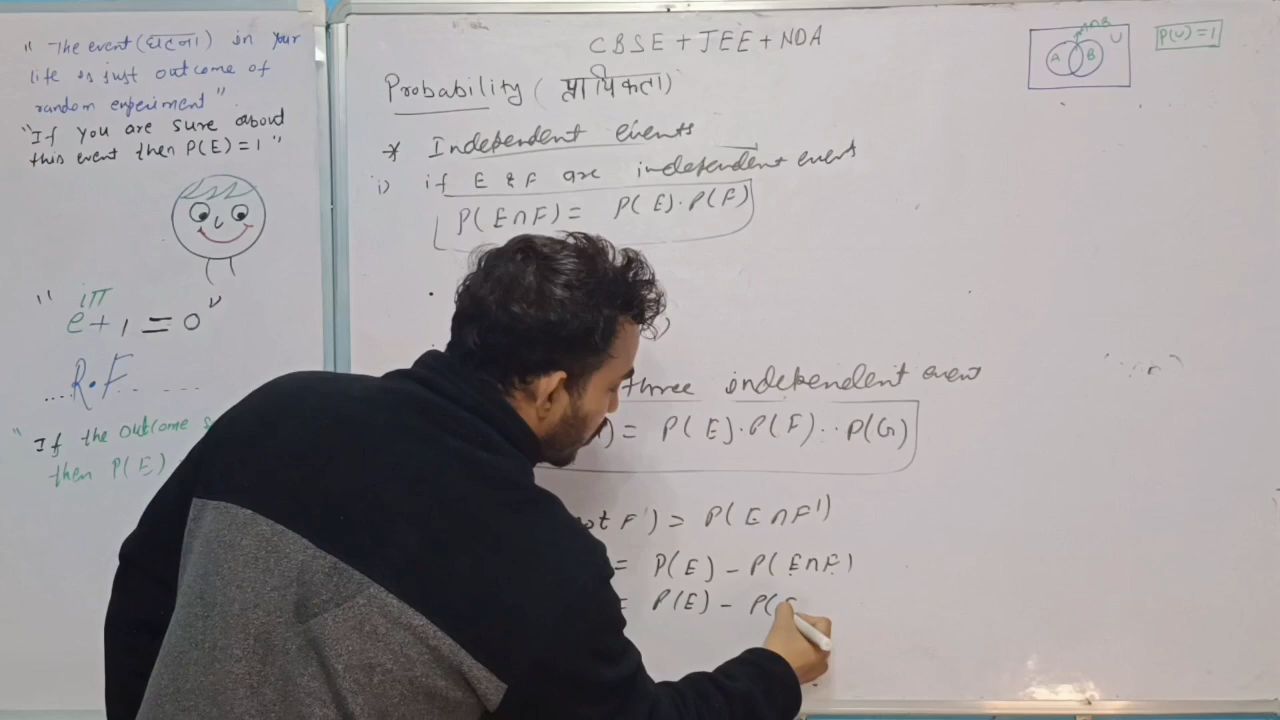 " The event (घटना) in your
life is just outcome of
random experiment"
"If you are sure about
this event then P(E) = 1 "
" e^iπ + 1 = 0 "
....R.F.......
" If the outcome
then P(E)
CBSE + JEE + NDA
Probability ( प्रायिकता)
* Independent events
i) if E & F are independent event
P(E∩F) = P(E).P(F)
three independent event
) = P(E).P(F)..P(G)
F') = P(E∩F')
= P(E) - P(E∩F)
= P(E) - P(
A∩B
A B U
P(U) = 1